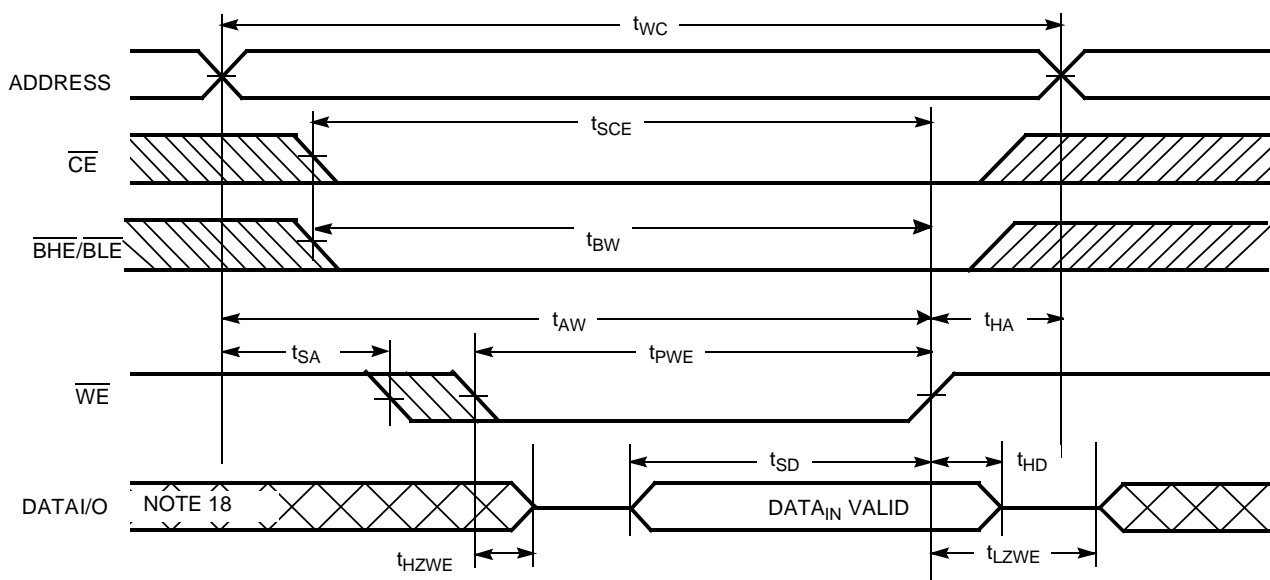 tWC
ADDRESS
tSCE
CE
tBW
BHE/BLE
tAW
tHA
tSA
tPWE
WE
tSD
tHD
DATAI/O
NOTE 18
DATAIN VALID
tHZWE
tLZWE